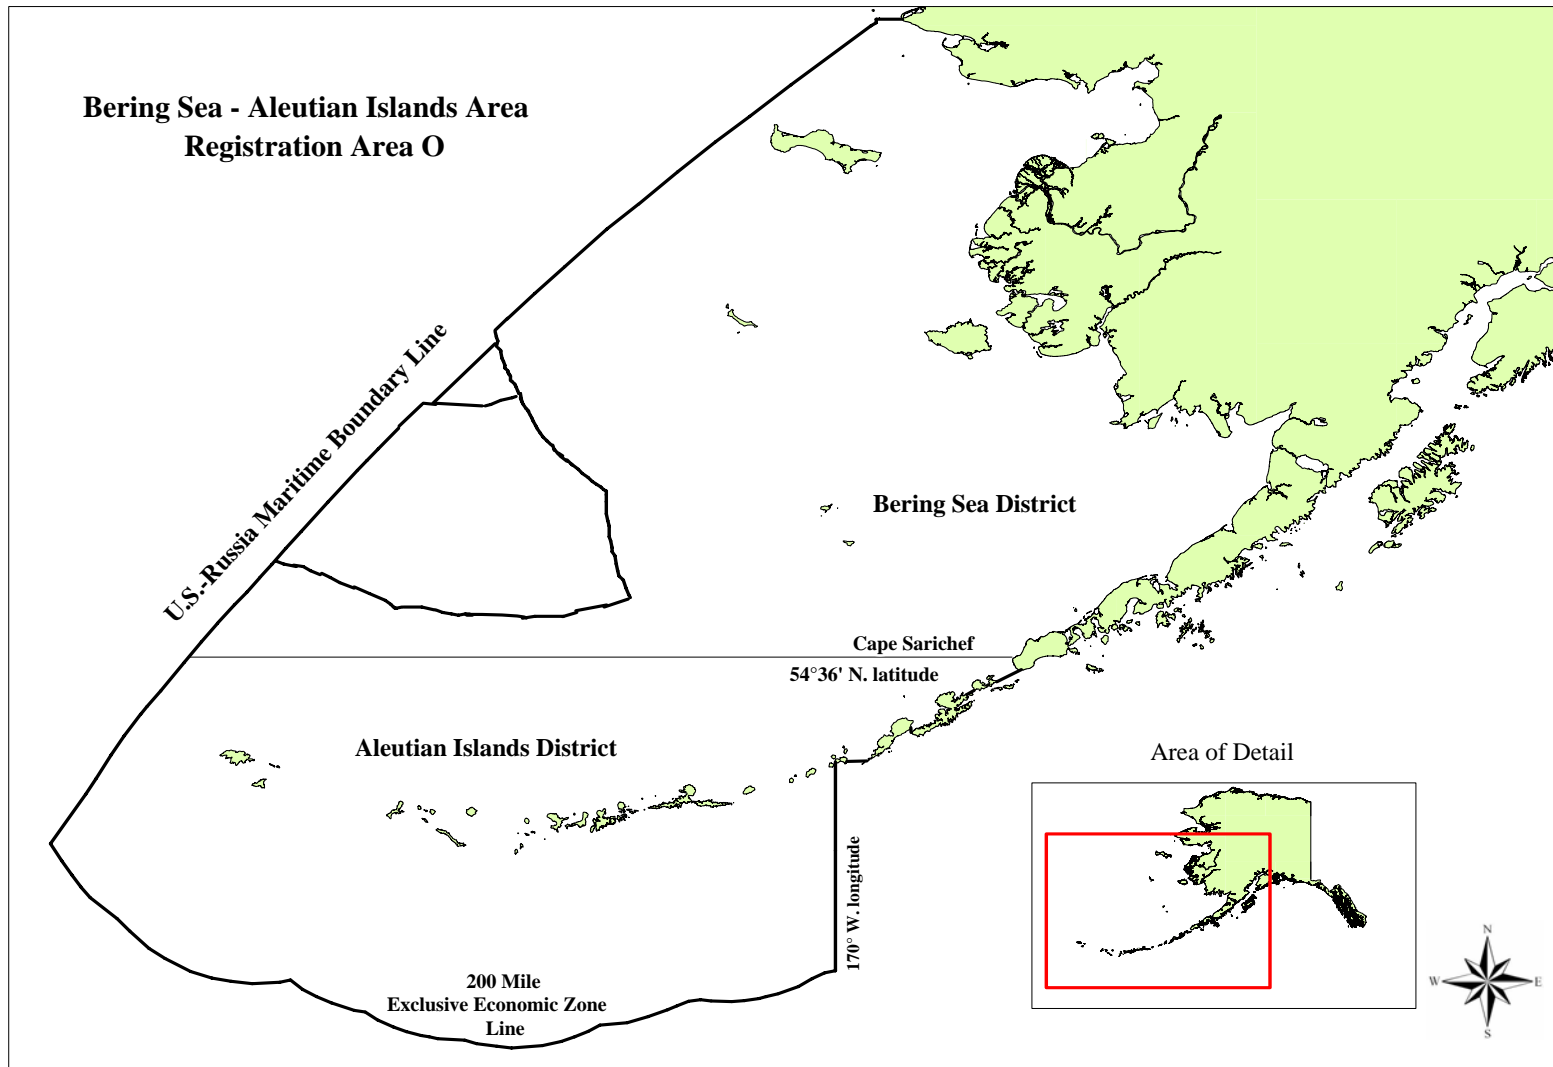 Bering Sea - Aleutian Islands Area
Registration Area O
U.S.-Russia Maritime Boundary Line
Bering Sea District
Cape Sarichef
54°36' N. latitude
Aleutian Islands District
170° W. longitude
200 Mile
Exclusive Economic Zone
Line
Area of Detail
N
W
E
S